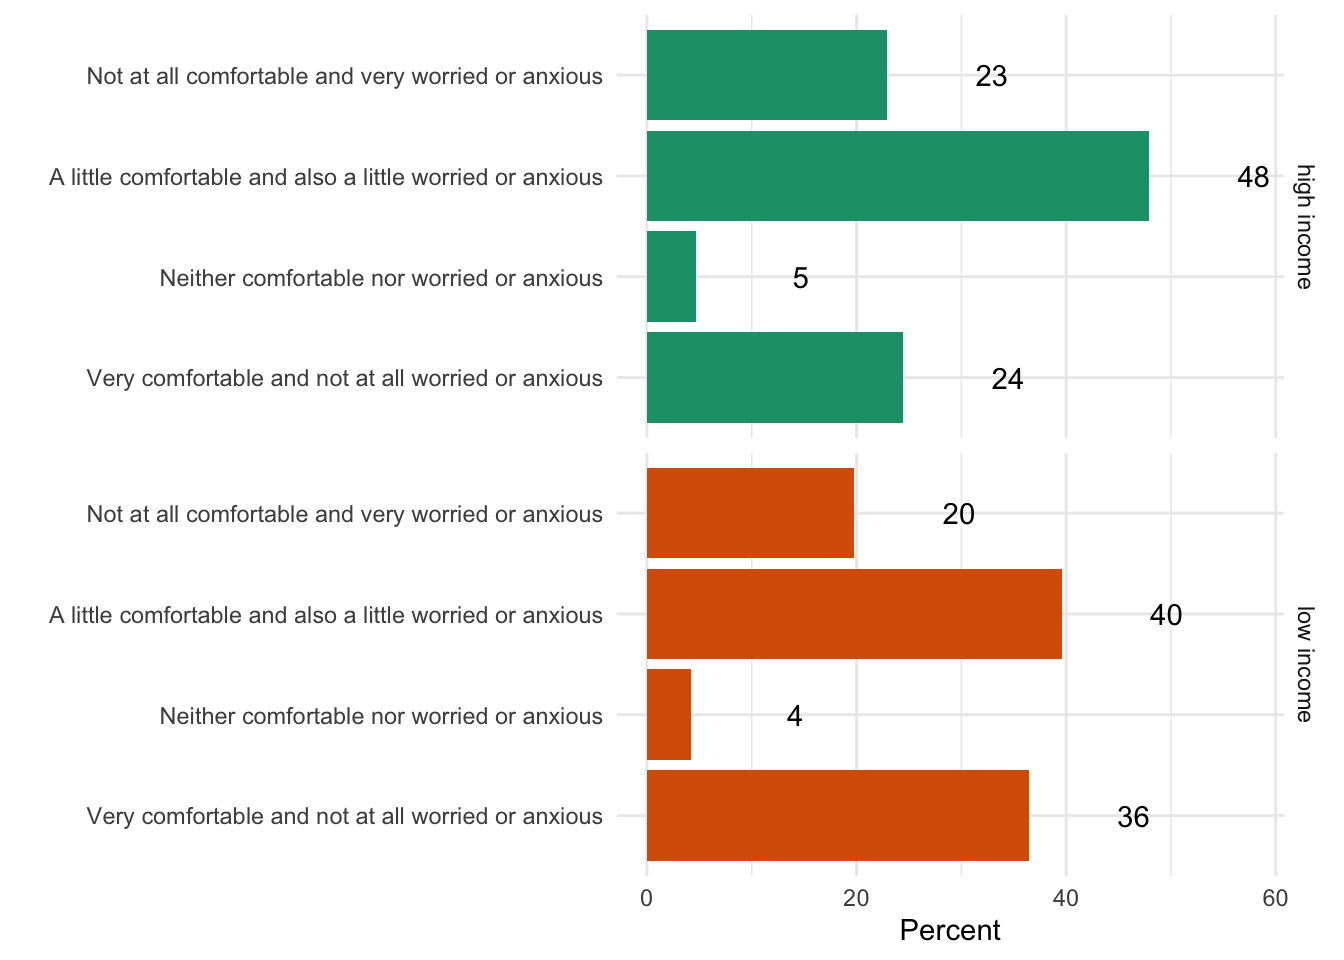 Not at all comfortable and very worried or anxious
23
A little comfortable and also a little worried or anxious
48
Neither comfortable nor worried or anxious
5
Very comfortable and not at all worried or anxious
24
high income
Not at all comfortable and very worried or anxious
20
A little comfortable and also a little worried or anxious
40
Neither comfortable nor worried or anxious
4
Very comfortable and not at all worried or anxious
36
low income
0 20 40 60
Percent